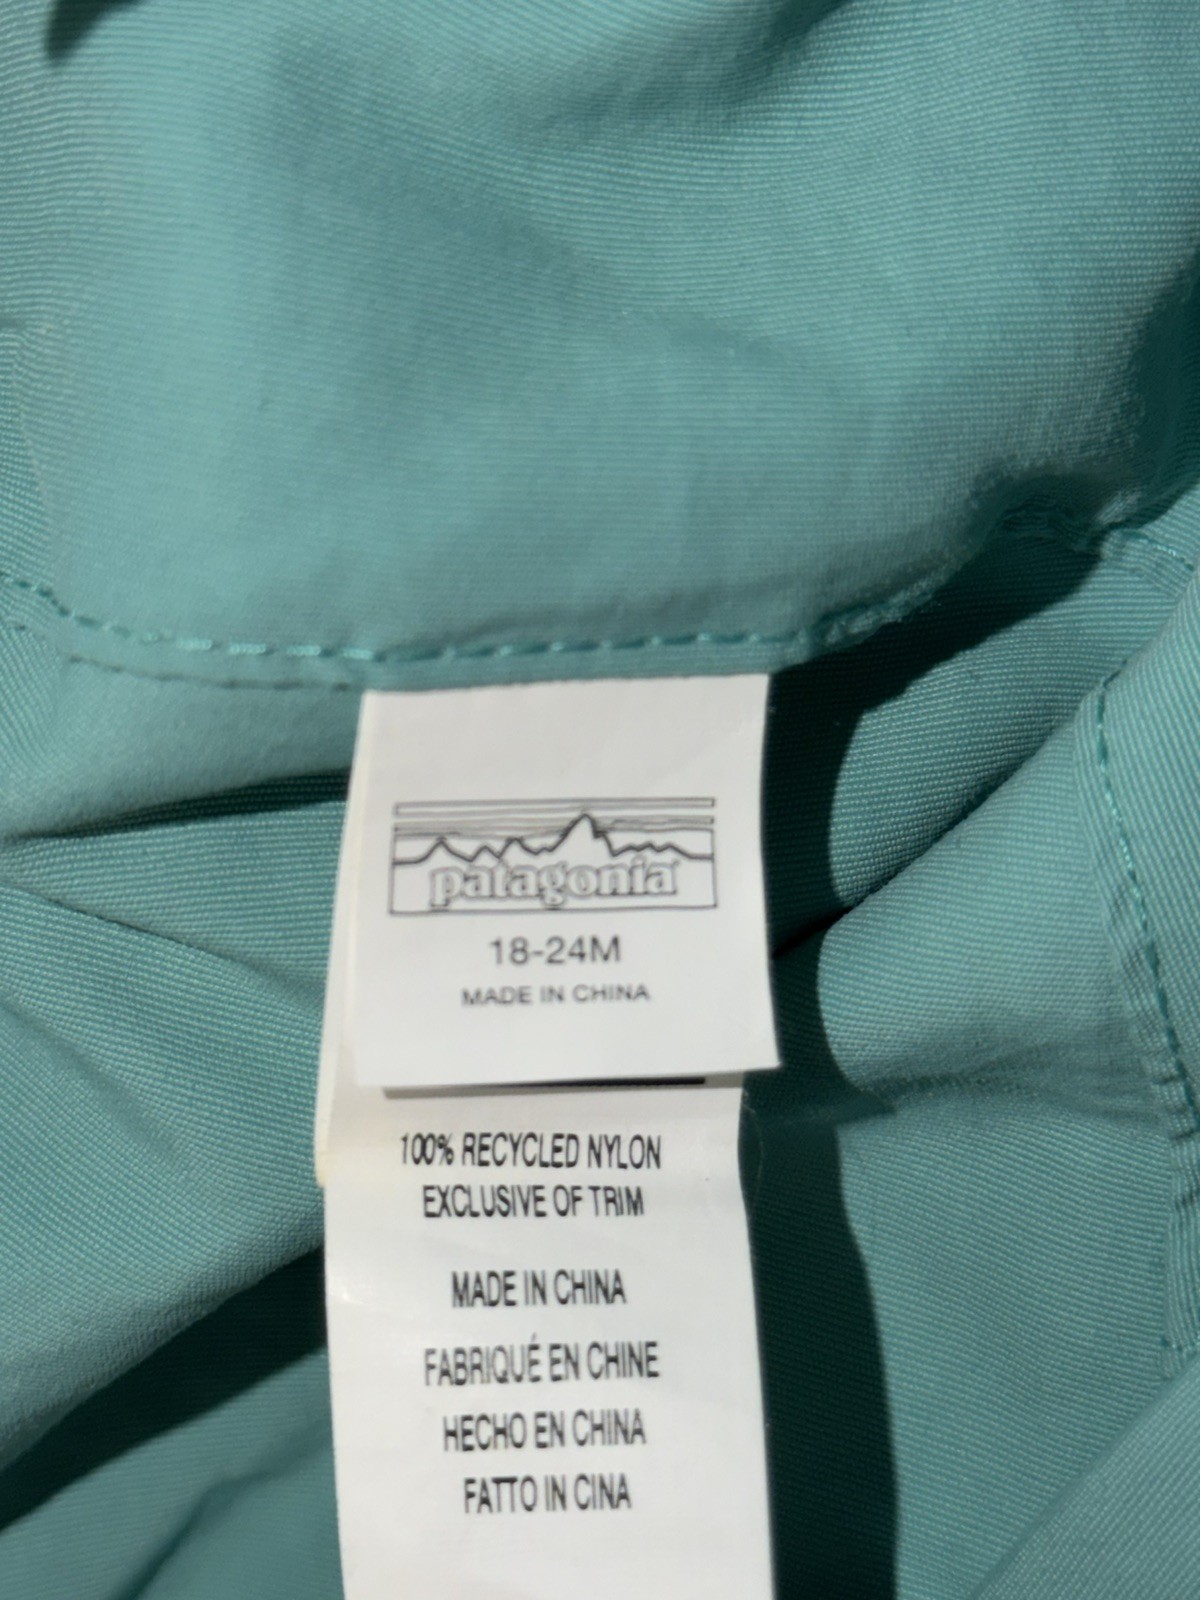 patagonia
18-24M
MADE IN CHINA
100% RECYCLED NYLON
EXCLUSIVE OF TRIM
MADE IN CHINA
FABRIQUÉ EN CHINE
HECHO EN CHINA
FATTO IN CINA